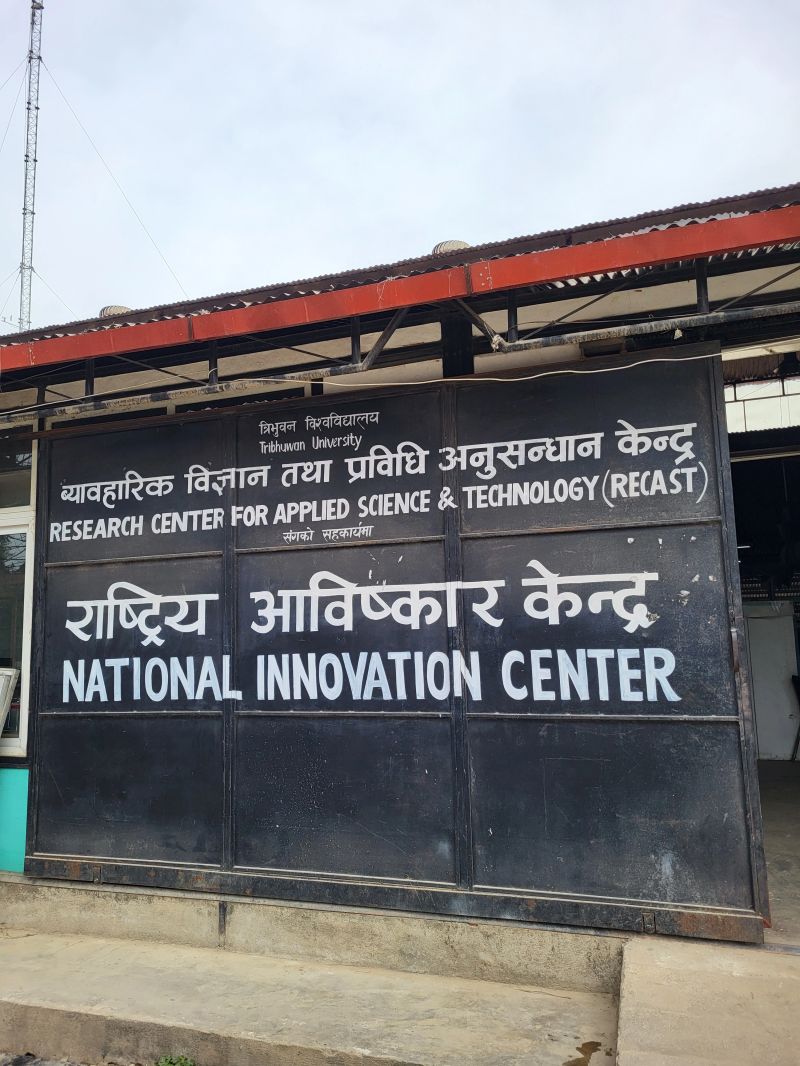 त्रिभुवन विश्वविद्यालय
Tribhuwan University
ब्यावहारिक विज्ञान तथा प्रविधि अनुसन्धान केन्द्र
RESEARCH CENTER FOR APPLIED SCIENCE & TECHNOLOGY (RECAST)
संगको सहकार्यमा
राष्ट्रिय आविष्कार केन्द्र
NATIONAL INNOVATION CENTER